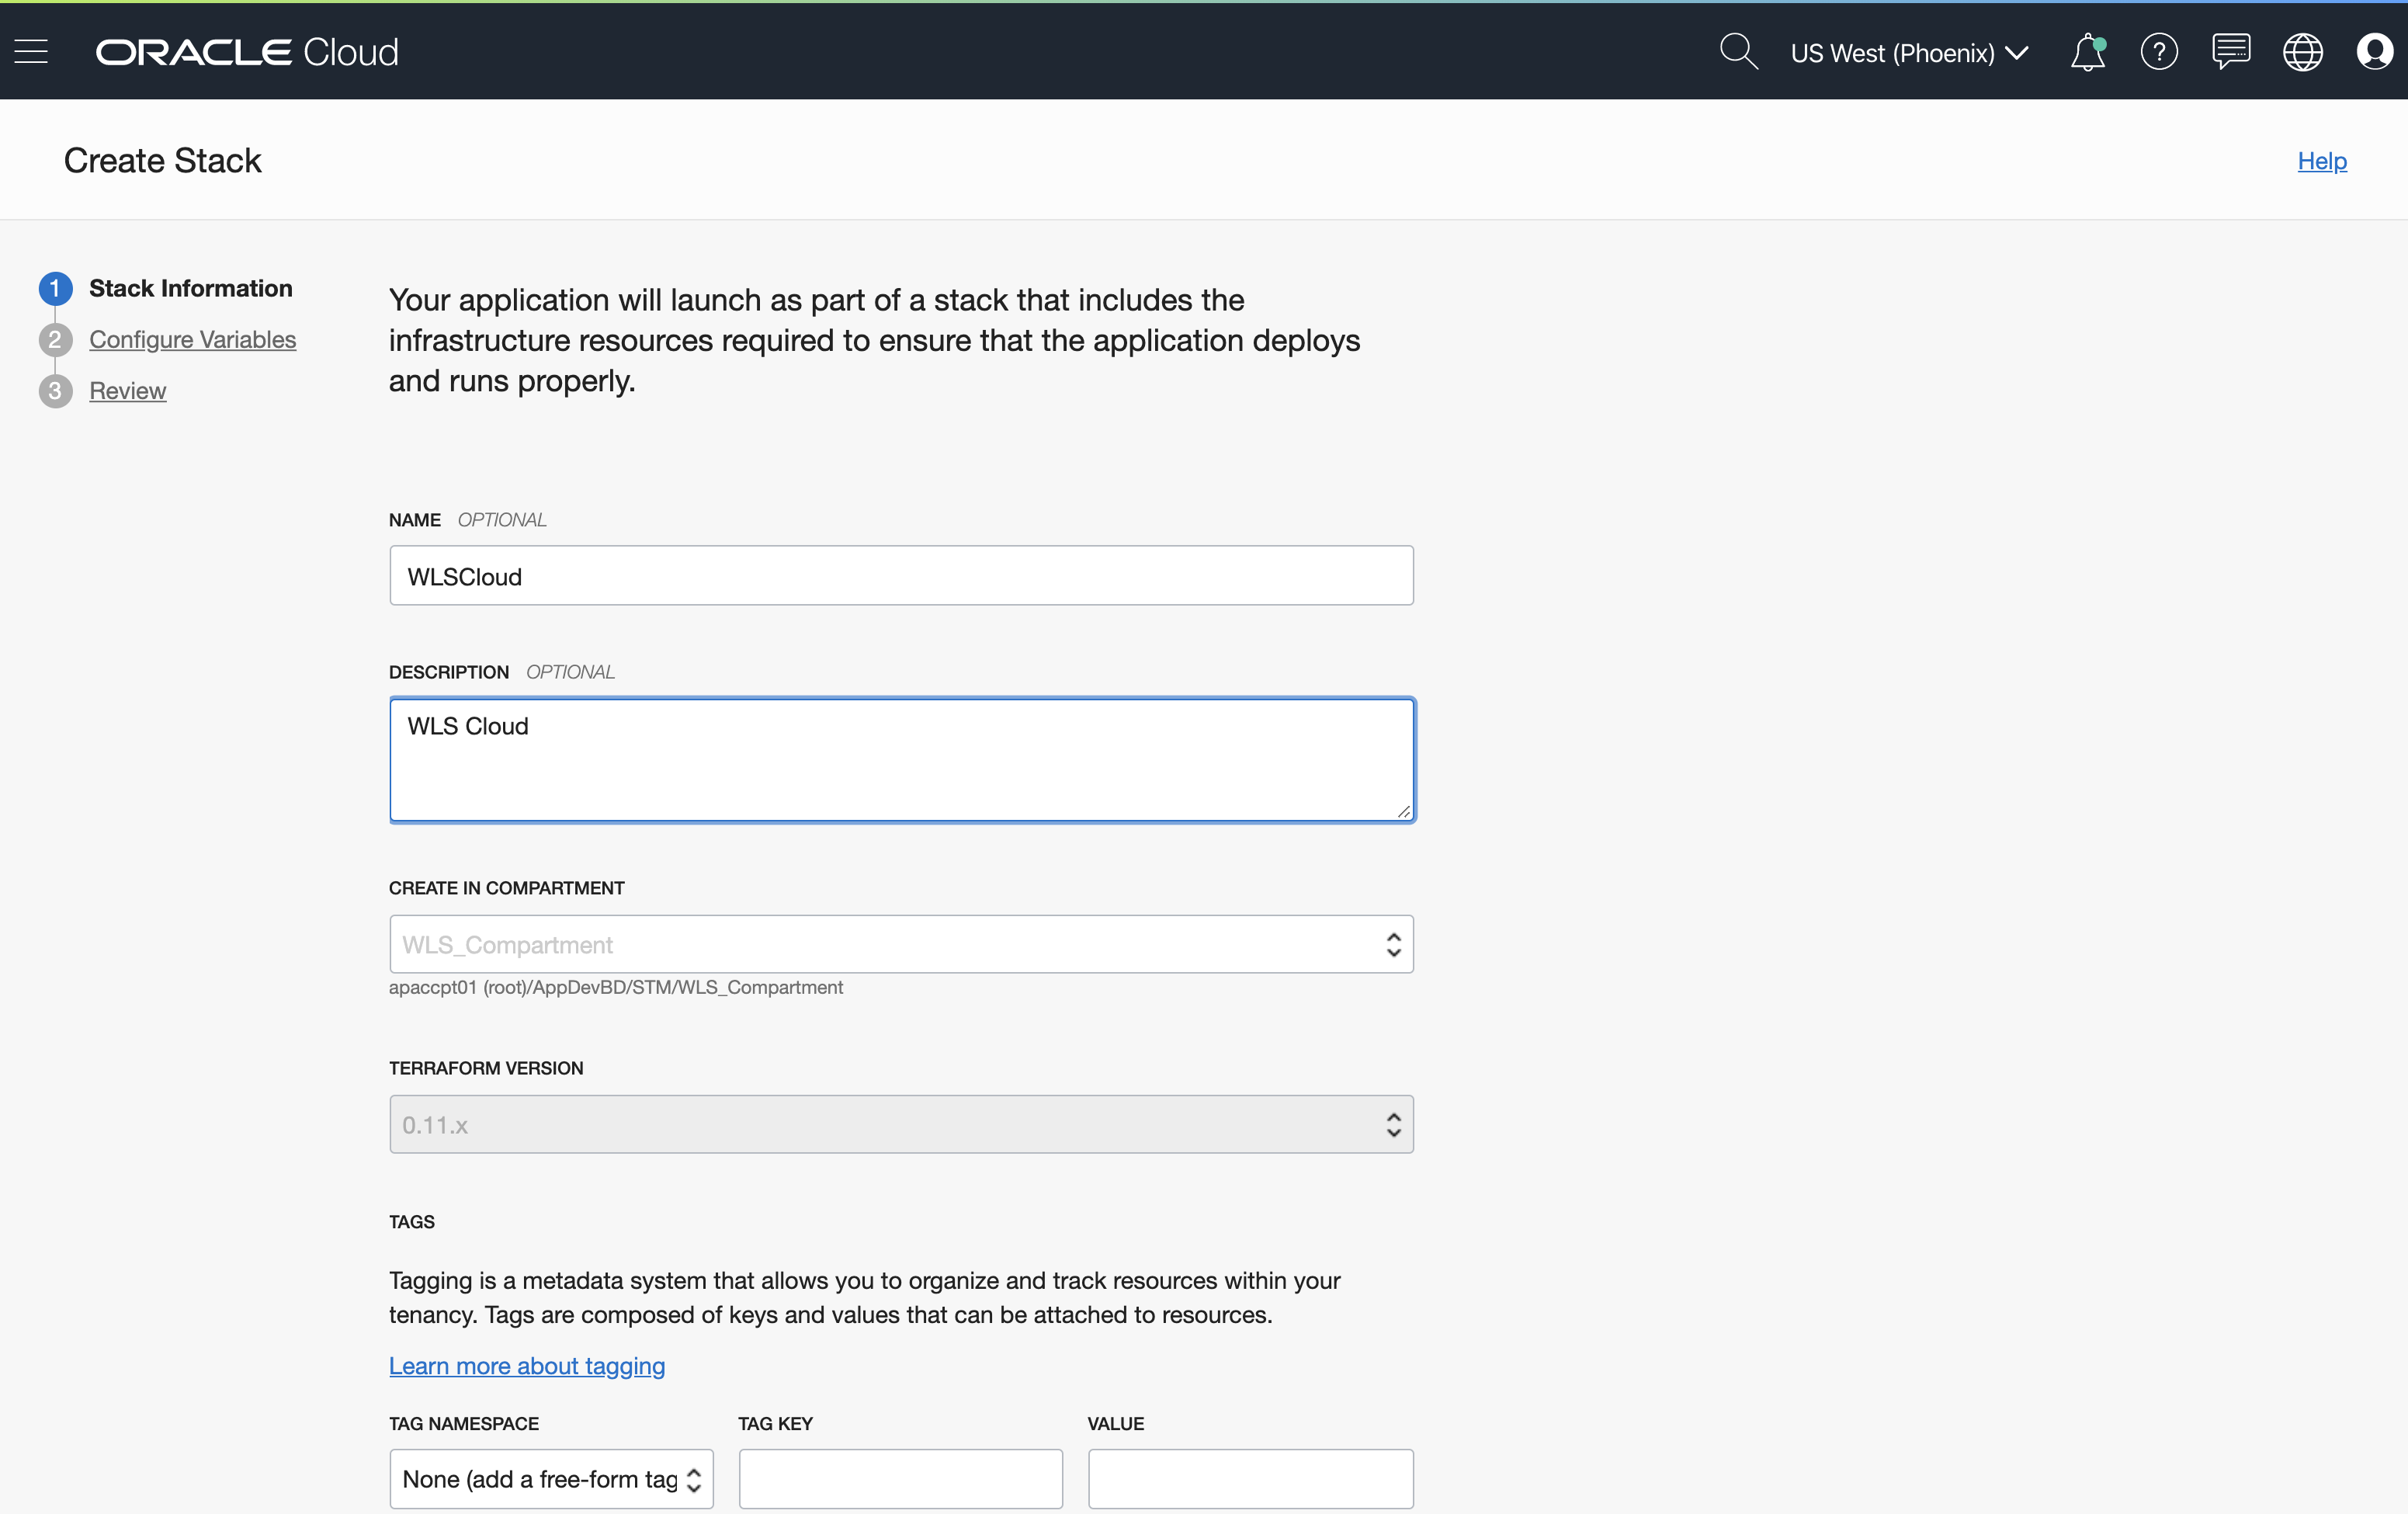 ORACLE Cloud
US West (Phoenix)
?
Create Stack
Help
1 Stack Information
2 Configure Variables
3 Review
Your application will launch as part of a stack that includes the
infrastructure resources required to ensure that the application deploys
and runs properly.
NAME OPTIONAL
WLSCloud
DESCRIPTION OPTIONAL
WLS Cloud
CREATE IN COMPARTMENT
WLS_Compartment
apaccpt01 (root)/AppDevBD/STM/WLS_Compartment
TERRAFORM VERSION
0.11.x
TAGS
Tagging is a metadata system that allows you to organize and track resources within your
tenancy. Tags are composed of keys and values that can be attached to resources.
Learn more about tagging
TAG NAMESPACE TAG KEY VALUE
None (add a free-form tag